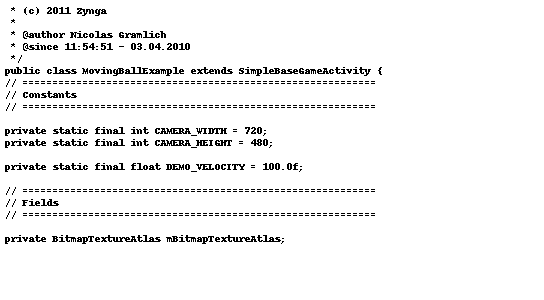 * (c) 2011 Zynga
*
* @author Nicolas Gramlich
* @since 11:54:51 - 03.04.2010
*/
public class MovingBallExample extends SimpleBaseGameActivity {
// ===========================================================
// Constants
// ===========================================================
private static final int CAMERA_WIDTH = 720;
private static final int CAMERA_HEIGHT = 480;
private static final float DEMO_VELOCITY = 100.0f;
// ===========================================================
// Fields
// ===========================================================
private BitmapTextureAtlas mBitmapTextureAtlas;